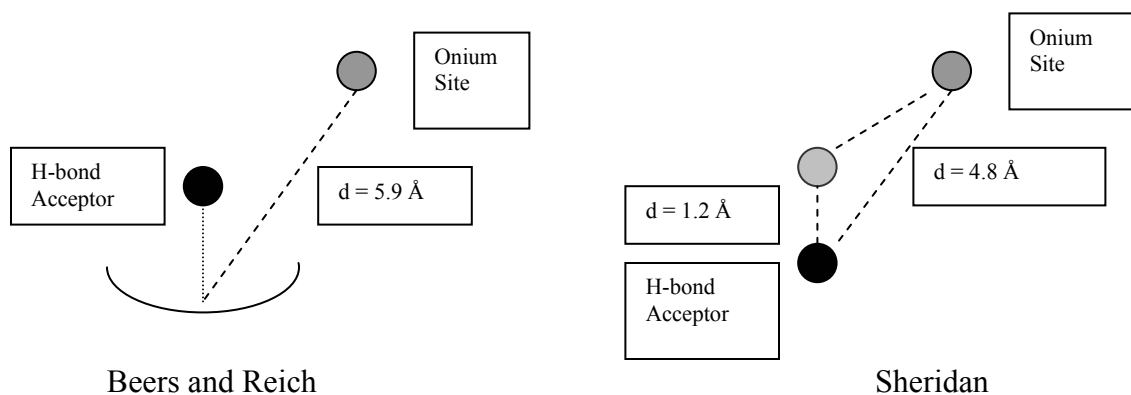 Onium
Site
H-bond
Acceptor
d = 5.9 Å
Beers and Reich
Onium
Site
d = 4.8 Å
d = 1.2 Å
H-bond
Acceptor
Sheridan